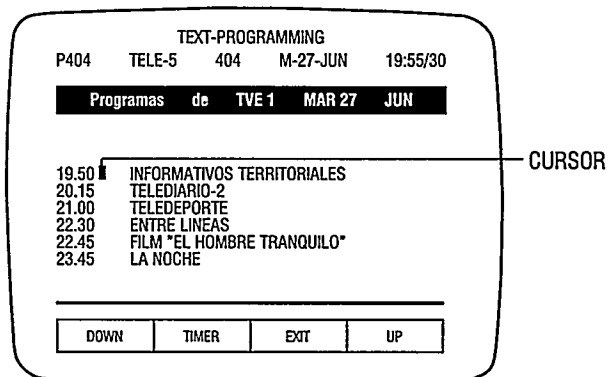 TEXT-PROGRAMMING
P404 TELE-5 404 M-27-JUN 19:55/30
Programas de TVE 1 MAR 27 JUN
CURSOR
19.50 INFORMATIVOS TERRITORIALES
20.15 TELEDIARIO-2
21.00 TELEDEPORTE
22.30 ENTRE LINEAS
22.45 FILM "EL HOMBRE TRANQUILO"
23.45 LA NOCHE
DOWN TIMER EXIT UP